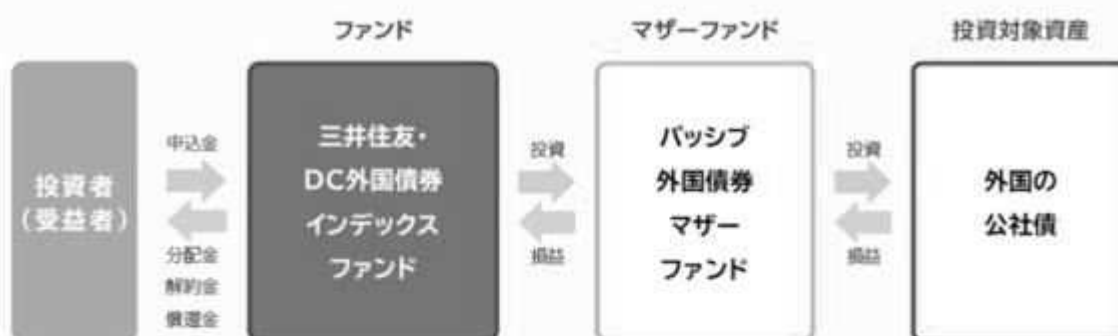 ファンド
マザーファンド
投資対象資産
投資者
(受益者)
申込金
分配金
解約金
償還金
三井住友・
DC外国債券
インデックス
ファンド
投資
損益
パッシブ
外国債券
マザー
ファンド
投資
損益
外国の
公社債